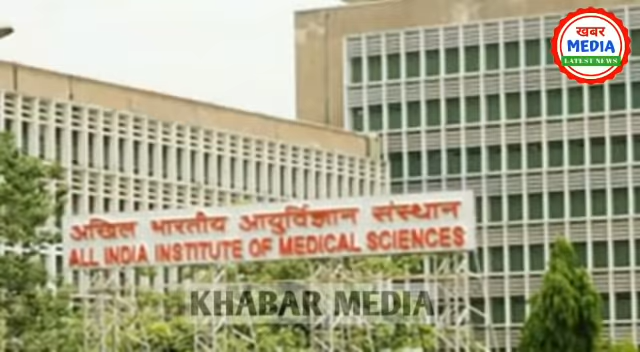 खबर
MEDIA
LATEST NEWS
अखिल भारतीय आयुर्विज्ञान संस्थान
ALL INDIA INSTITUTE OF MEDICAL SCIENCES
KHABAR MEDIA